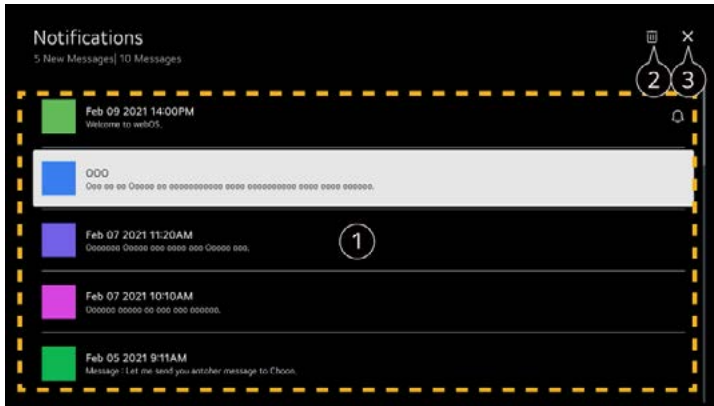 Notifications
5 New Messages| 10 Messages
2 3
Feb 09 2021 14:00PM
Welcome to webOS.
OOO
Ooo oo oo Ooooo oo ooooooooooo oooo oooooooooo oooo oooo oooooo.
Feb 07 2021 11:20AM
Ooooooo Ooooo ooo oooo ooo Ooooo ooo.
1
Feb 07 2021 10:10AM
Oooooo ooooo oo ooo ooo oooooo.
Feb 05 2021 9:11AM
Message : Let me send you antoher message to Choon.